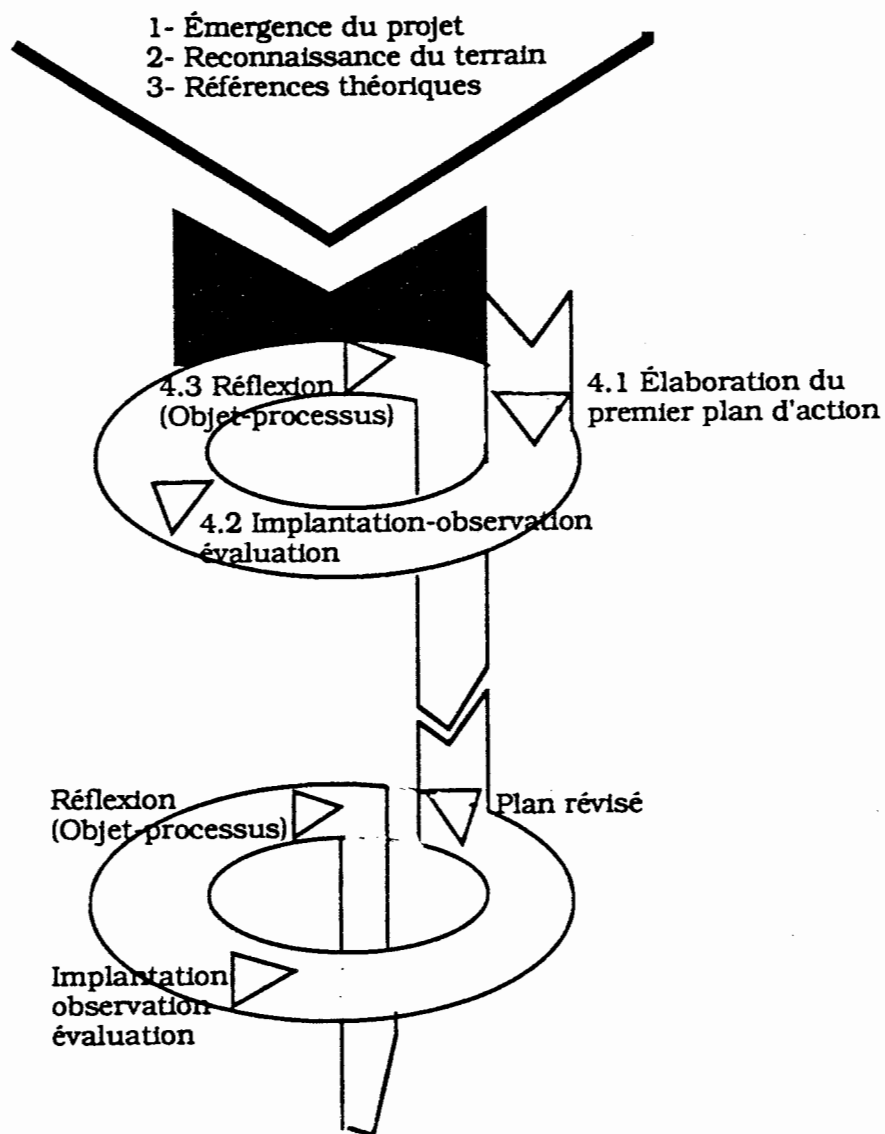 1- Émergence du projet
2- Reconnaissance du terrain
3- Références théoriques
4.3 Réflexion
(Objet-processus)
4.1 Élaboration du
premier plan d'action
4.2 Implantation-observation
évaluation
Réflexion
(Objet-processus)
Plan révisé
Implantation
observation
évaluation